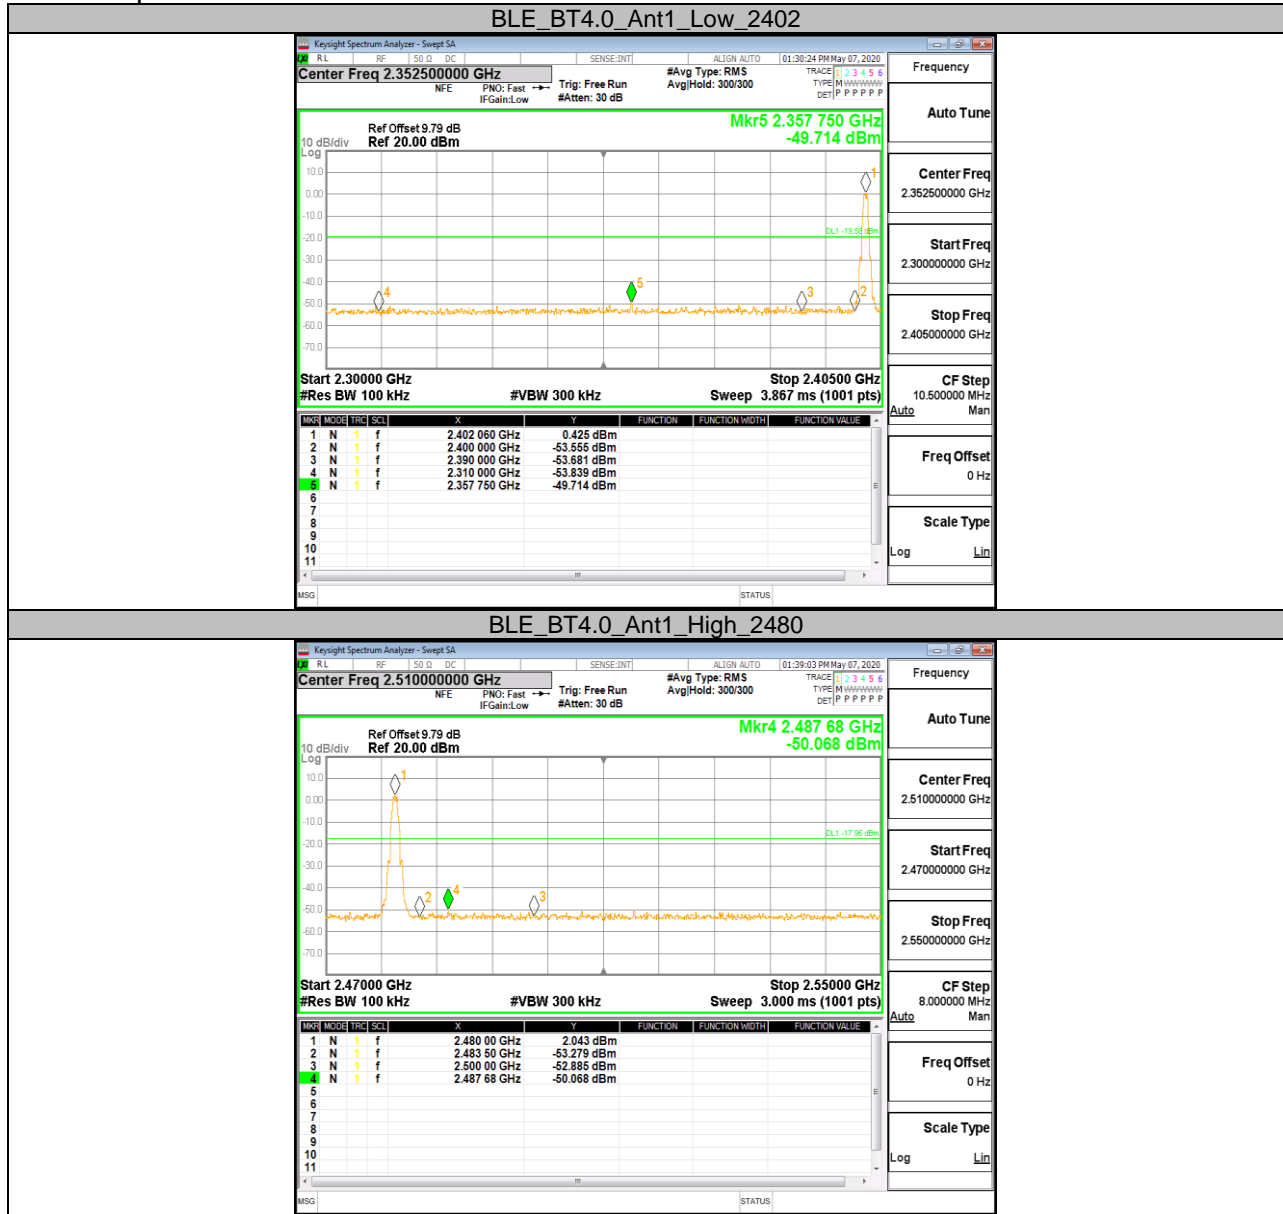 BLE_BT4.0_Ant1_Low_2402
Keysight Spectrum Analyzer - Swept SA
RL RF 50 Ω DC SENSE:INT ALIGN AUTO 01:30:24 PM May 07, 2020
Center Freq 2.352500000 GHz
NFE PNO: Fast Trig: Free Run #Avg Type: RMS TRACE 1 2 3 4 5 6
IFGain:Low #Atten: 30 dB Avg|Hold: 300/300 TYPE M WWWWW
DET P P P P P P
Frequency
Auto Tune
Mkr5 2.357 750 GHz
-49.714 dBm
Ref Offset 9.79 dB
10 dB/div Ref 20.00 dBm
Log
10.0
0.00
-10.0
-20.0
-30.0
-40.0
-50.0
-60.0
-70.0
1
DL1 -19.58 dBm
4
5
3
2
Start 2.30000 GHz Stop 2.40500 GHz
#Res BW 100 kHz #VBW 300 kHz Sweep 3.867 ms (1001 pts)
Center Freq
2.352500000 GHz
Start Freq
2.300000000 GHz
Stop Freq
2.405000000 GHz
CF Step
10.500000 MHz
Auto Man
Freq Offset
0 Hz
Scale Type
Log Lin
MKR MODE TRC SCL X Y FUNCTION FUNCTION WIDTH FUNCTION VALUE
1 N 1 f 2.402 060 GHz 0.425 dBm
2 N 1 f 2.400 000 GHz -53.555 dBm
3 N 1 f 2.390 000 GHz -53.681 dBm
4 N 1 f 2.310 000 GHz -53.839 dBm
5 N 1 f 2.357 750 GHz -49.714 dBm
6
7
8
9
10
11
MSG STATUS
BLE_BT4.0_Ant1_High_2480
Keysight Spectrum Analyzer - Swept SA
RL RF 50 Ω DC SENSE:INT ALIGN AUTO 01:39:03 PM May 07, 2020
Center Freq 2.510000000 GHz
NFE PNO: Fast Trig: Free Run #Avg Type: RMS TRACE 1 2 3 4 5 6
IFGain:Low #Atten: 30 dB Avg|Hold: 300/300 TYPE M WWWWW
DET P P P P P P
Frequency
Auto Tune
Mkr4 2.487 68 GHz
-50.068 dBm
Ref Offset 9.79 dB
10 dB/div Ref 20.00 dBm
Log
10.0
0.00
-10.0
-20.0
-30.0
-40.0
-50.0
-60.0
-70.0
1
DL1 -17.96 dBm
2
4
3
Start 2.47000 GHz Stop 2.55000 GHz
#Res BW 100 kHz #VBW 300 kHz Sweep 3.000 ms (1001 pts)
Center Freq
2.510000000 GHz
Start Freq
2.470000000 GHz
Stop Freq
2.550000000 GHz
CF Step
8.000000 MHz
Auto Man
Freq Offset
0 Hz
Scale Type
Log Lin
MKR MODE TRC SCL X Y FUNCTION FUNCTION WIDTH FUNCTION VALUE
1 N 1 f 2.480 00 GHz 2.043 dBm
2 N 1 f 2.483 50 GHz -53.279 dBm
3 N 1 f 2.500 00 GHz -52.885 dBm
4 N 1 f 2.487 68 GHz -50.068 dBm
5
6
7
8
9
10
11
MSG STATUS